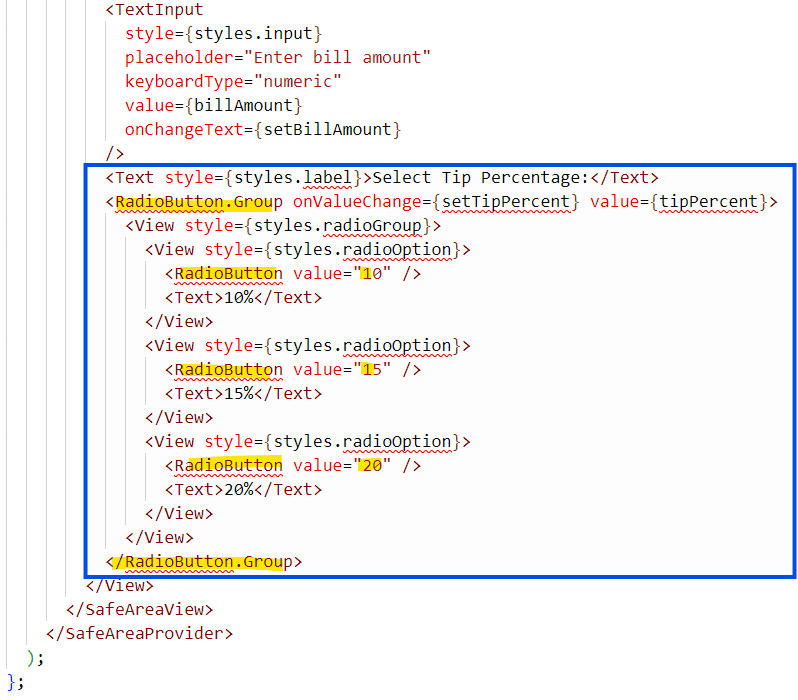 <TextInput
style={styles.input}
placeholder="Enter bill amount"
keyboardType="numeric"
value={billAmount}
onChangeText={setBillAmount}
/>
<Text style={styles.label}>Select Tip Percentage:</Text>
<RadioButton.Group onValueChange={setTipPercent} value={tipPercent}>
<View style={styles.radioGroup}>
<View style={styles.radioOption}>
<RadioButton value="10" />
<Text>10%</Text>
</View>
<View style={styles.radioOption}>
<RadioButton value="15" />
<Text>15%</Text>
</View>
<View style={styles.radioOption}>
<RadioButton value="20" />
<Text>20%</Text>
</View>
</View>
</RadioButton.Group>
</View>
</SafeAreaView>
</SafeAreaProvider>
);
};